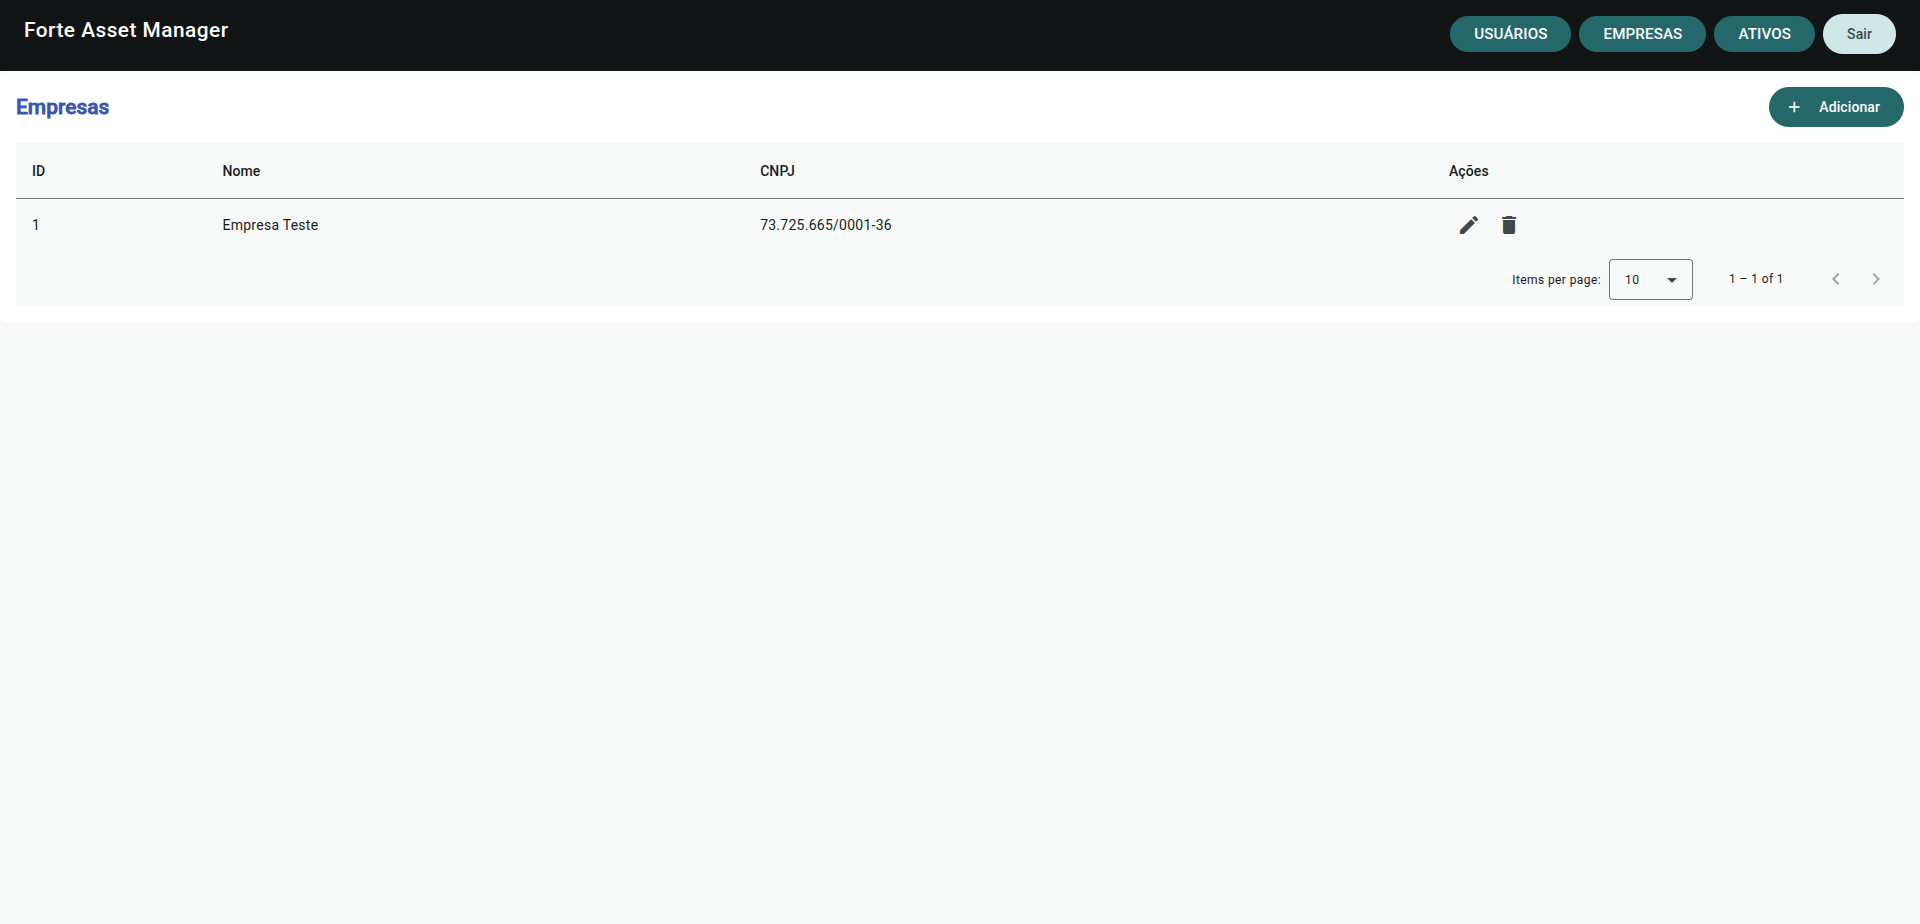 Forte Asset Manager
USUÁRIOS EMPRESAS ATIVOS Sair
Empresas
Adicionar
ID Nome CNPJ Ações
1 Empresa Teste 73.725.665/0001-36
Items per page: 10 1 – 1 of 1